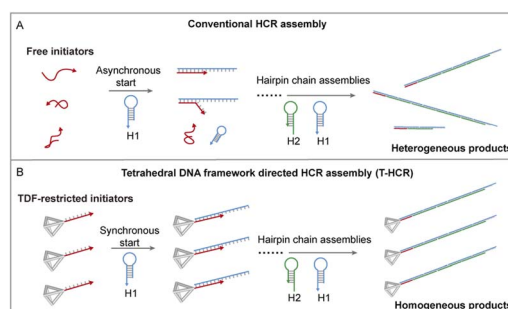 A
Conventional HCR assembly
Free initiators
Asynchronous
start
H1
Hairpin chain assemblies
......
H2
H1
Heterogeneous products
B
Tetrahedral DNA framework directed HCR assembly (T-HCR)
TDF-restricted initiators
Synchronous
start
H1
Hairpin chain assemblies
......
H2
H1
Homogeneous products